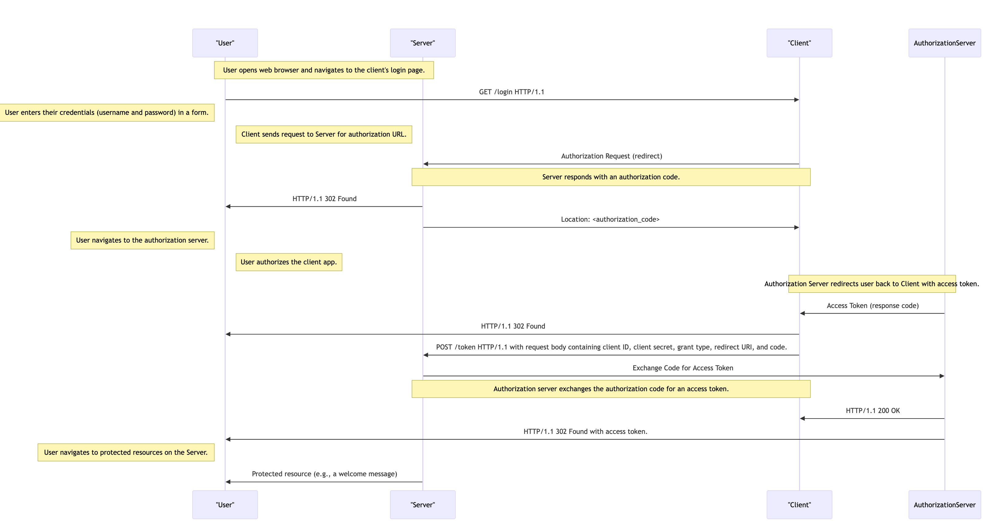 "User"
"Server"
"Client"
AuthorizationServer
User opens web browser and navigates to the client's login page.
GET /login HTTP/1.1
User enters their credentials (username and password) in a form.
Client sends request to Server for authorization URL.
Authorization Request (redirect)
Server responds with an authorization code.
HTTP/1.1 302 Found
Location: <authorization_code>
User navigates to the authorization server.
User authorizes the client app.
Authorization Server redirects user back to Client with access token.
Access Token (response code)
HTTP/1.1 302 Found
POST /token HTTP/1.1 with request body containing client ID, client secret, grant type, redirect URI, and code.
Exchange Code for Access Token
Authorization server exchanges the authorization code for an access token.
HTTP/1.1 200 OK
HTTP/1.1 302 Found with access token.
User navigates to protected resources on the Server.
Protected resource (e.g., a welcome message)
"User"
"Server"
"Client"
AuthorizationServer